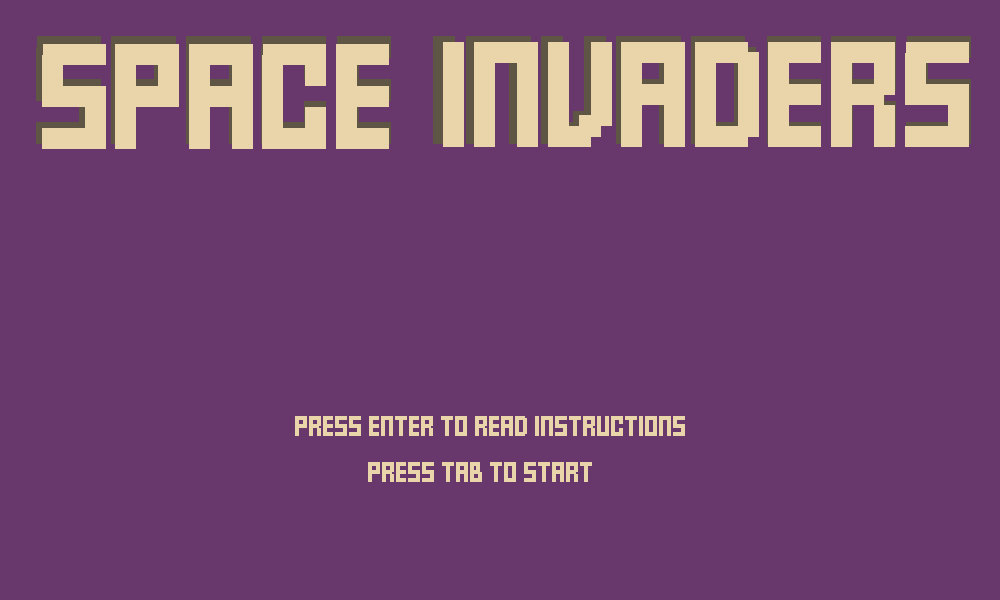 SPACE INVADERS
PRESS ENTER TO READ INSTRUCTIONS
PRESS TAB TO START